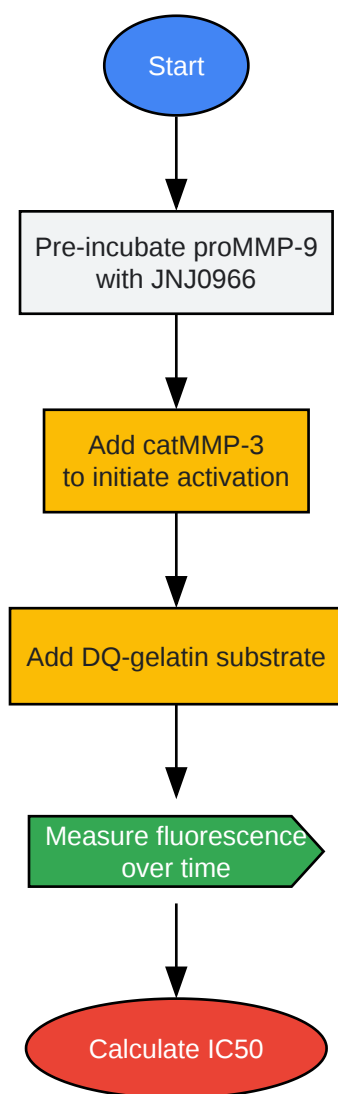 Start
Pre-incubate proMMP-9
with JNJ0966
Add catMMP-3
to initiate activation
Add DQ-gelatin substrate
Measure fluorescence
over time
Calculate IC50